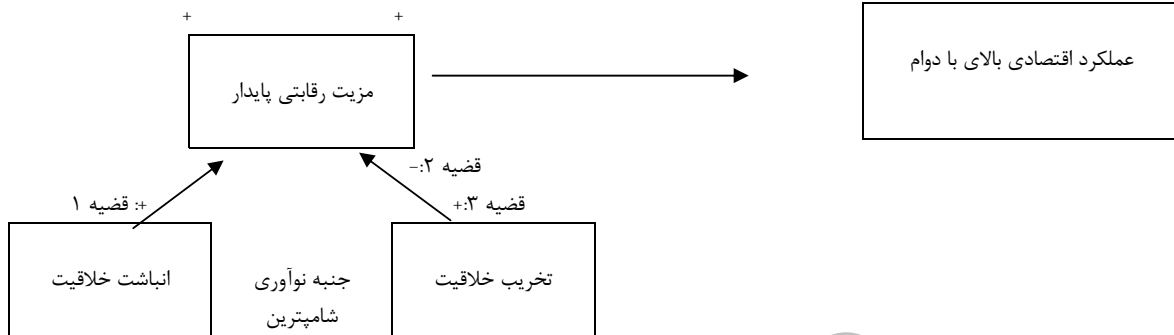 + +
عملکرد اقتصادی بالای با دوام
مزیت رقابتی پایدار
قضیه ۲:-
قضیه ۳:+
+: قضیه ۱
تخریب خلاقیت
جنبه نوآوری
شامپترین
انباشت خلاقیت